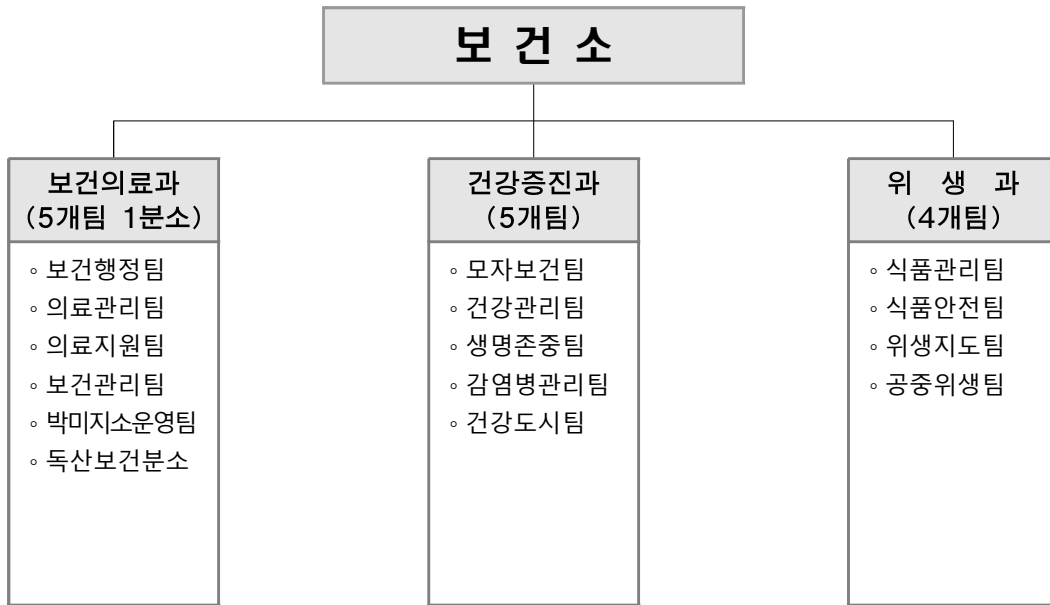 보 건 소
보건의료과
(5개팀 1분소)
◦ 보건행정팀
◦ 의료관리팀
◦ 의료지원팀
◦ 보건관리팀
◦ 박미지소운영팀
◦ 독산보건분소
건강증진과
(5개팀)
◦ 모자보건팀
◦ 건강관리팀
◦ 생명존중팀
◦ 감염병관리팀
◦ 건강도시팀
위 생 과
(4개팀)
◦ 식품관리팀
◦ 식품안전팀
◦ 위생지도팀
◦ 공중위생팀